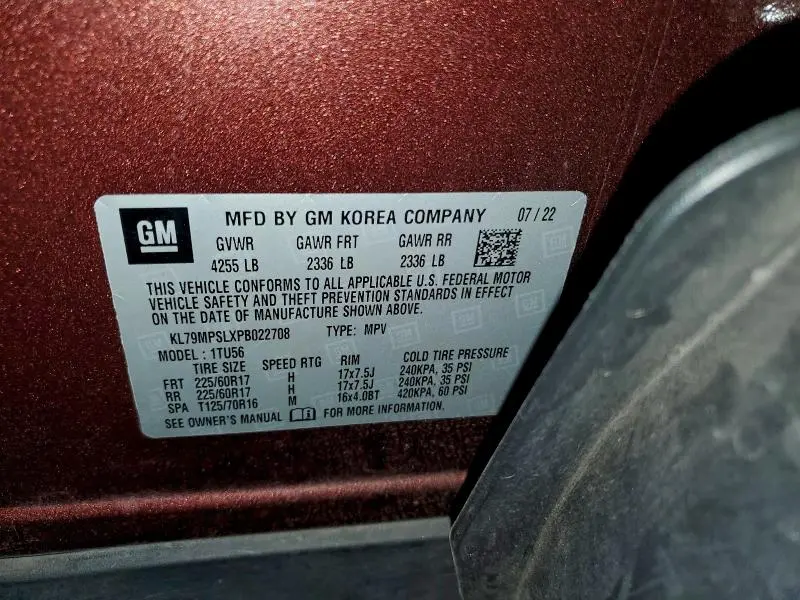 GM MFD BY GM KOREA COMPANY 07/22
GVWR GAWR FRT GAWR RR
4255 LB 2336 LB 2336 LB
THIS VEHICLE CONFORMS TO ALL APPLICABLE U.S. FEDERAL MOTOR
VEHICLE SAFETY AND THEFT PREVENTION STANDARDS IN EFFECT
ON THE DATE OF MANUFACTURE SHOWN ABOVE.
KL79MPSLXPB022708 TYPE: MPV
MODEL: 1TU56
TIRE SIZE SPEED RTG RIM COLD TIRE PRESSURE
FRT 225/60R17 H 17x7.5J 240KPA, 35 PSI
RR 225/60R17 H 17x7.5J 240KPA, 35 PSI
SPA T125/70R16 M 16x4.0BT 420KPA, 60 PSI
SEE OWNER'S MANUAL FOR MORE INFORMATION.